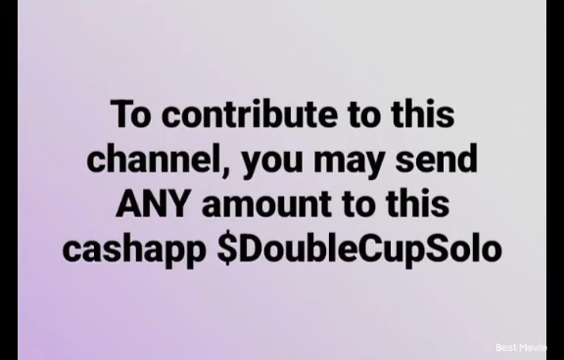 To contribute to this
channel, you may send
ANY amount to this
cashapp $DoubleCupSolo
Best Movie